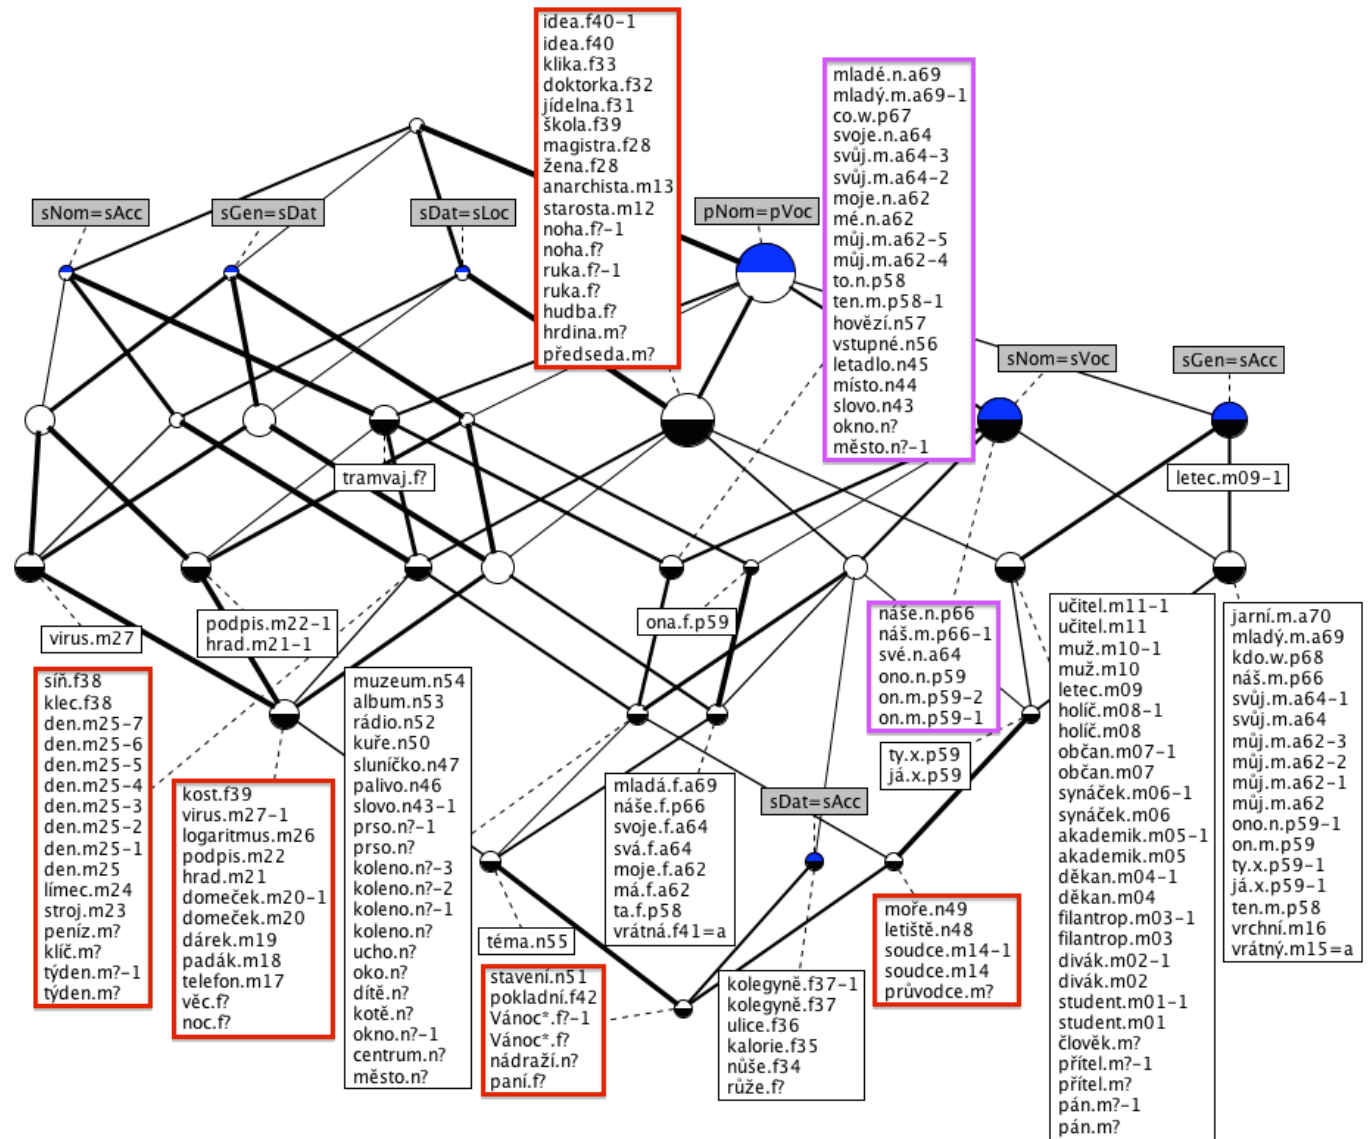 idea.f40-1
idea.f40
klika.f33
doktorka.f32
jídelna.f31
škola.f39
magistra.f28
žena.f28
anarchista.m13
starosta.m12
noha.f?-1
noha.f?
ruka.f?-1
ruka.f?
hudba.f?
hrdina.m?
předseda.m?
mladé.n.a69
mladý.m.a69-1
co.w.p67
svoje.n.a64
svůj.m.a64-3
svůj.m.a64-2
moje.n.a62
mé.n.a62
můj.m.a62-5
můj.m.a62-4
to.n.p58
ten.m.p58-1
hovězí.n57
vstupné.n56
letadlo.n45
místo.n44
slovo.n43
okno.n?
město.n?-1
sNom=sAcc
sGen=sDat
sDat=sLoc
pNom=pVoc
sNom=sVoc
sGen=sAcc
tramvaj.f?
letec.m09-1
virus.m27
podpis.m22-1
hrad.m21-1
ona.f.p59
náše.n.p66
náš.m.p66-1
své.n.a64
ono.n.p59
on.m.p59-2
on.m.p59-1
ty.x.p59
já.x.p59
učitel.m11-1
učitel.m11
muž.m10-1
muž.m10
letec.m09
holíč.m08-1
holíč.m08
občan.m07-1
občan.m07
synáček.m06-1
synáček.m06
akademik.m05-1
akademik.m05
děkan.m04-1
děkan.m04
filantrop.m03-1
filantrop.m03
divák.m02-1
divák.m02
student.m01-1
student.m01
člověk.m?
přítel.m?-1
přítel.m?
pán.m?-1
pán.m?
jarní.m.a70
mladý.m.a69
kdo.w.p68
náš.m.p66
svůj.m.a64-1
svůj.m.a64
můj.m.a62-3
můj.m.a62-2
můj.m.a62-1
můj.m.a62
ono.n.p59-1
on.m.p59
ty.x.p59-1
já.x.p59-1
ten.m.p58
vrchní.m16
vrátný.m15=a
síň.f38
klec.f38
den.m25-7
den.m25-6
den.m25-5
den.m25-4
den.m25-3
den.m25-2
den.m25-1
den.m25
límec.m24
stroj.m23
peníz.m?
klíč.m?
týden.m?-1
týden.m?
kost.f39
virus.m27-1
logaritmus.m26
podpis.m22
hrad.m21
domeček.m20-1
domeček.m20
dárek.m19
padák.m18
telefon.m17
věc.f?
noc.f?
muzeum.n54
album.n53
rádio.n52
kuře.n50
sluníčko.n47
palivo.n46
slovo.n43-1
prso.n?-1
prso.n?
koleno.n?-3
koleno.n?-2
koleno.n?-1
koleno.n?
ucho.n?
oko.n?
dítě.n?
kotě.n?
okno.n?-1
centrum.n?
město.n?
téma.n55
stavení.n51
pokladní.f42
Vánoc*.f?-1
Vánoc*.f?
nádraží.n?
paní.f?
mladá.f.a69
náše.f.p66
svoje.f.a64
svá.f.a64
moje.f.a62
má.f.a62
ta.f.p58
vrátná.f41=a
sDat=sAcc
kolegyně.f37-1
kolegyně.f37
ulice.f36
kalorie.f35
nůše.f34
růže.f?
moře.n49
letiště.n48
soudce.m14-1
soudce.m14
průvodce.m?